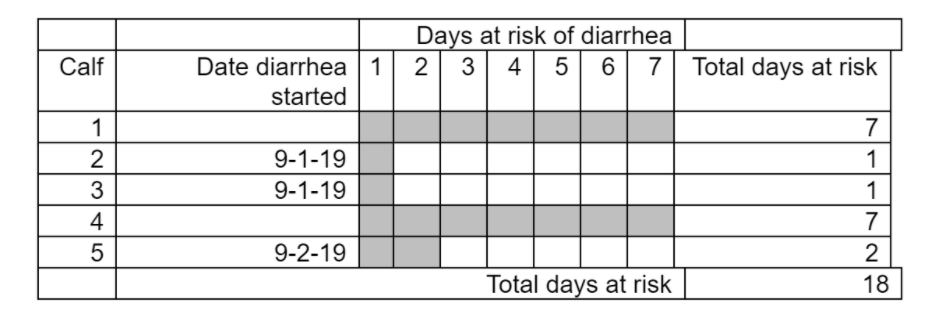 Days at risk of diarrhea
Calf Date diarrhea started 1 2 3 4 5 6 7 Total days at risk
1 7
2 9-1-19 1
3 9-1-19 1
4 7
5 9-2-19 2
Total days at risk 18